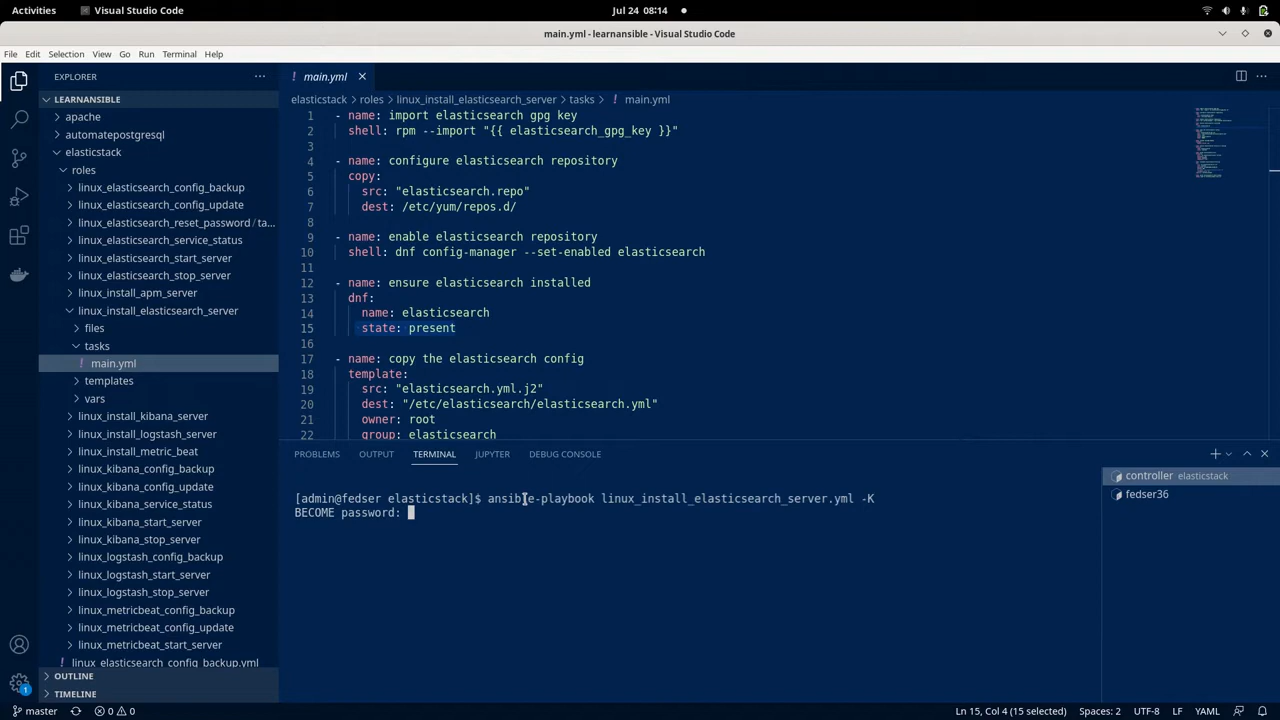 Activities
Visual Studio Code
Jul 24 08:14
main.yml - learnansible - Visual Studio Code
File Edit Selection View Go Run Terminal Help
EXPLORER
LEARNANSIBLE
apache
automatepostgresql
elasticstack
roles
linux_elasticsearch_config_backup
linux_elasticsearch_config_update
linux_elasticsearch_reset_password / ta...
linux_elasticsearch_service_status
linux_elasticsearch_start_server
linux_elasticsearch_stop_server
linux_install_apm_server
linux_install_elasticsearch_server
files
tasks
! main.yml
templates
vars
linux_install_kibana_server
linux_install_logstash_server
linux_install_metric_beat
linux_kibana_config_backup
linux_kibana_config_update
linux_kibana_service_status
linux_kibana_start_server
linux_kibana_stop_server
linux_logstash_config_backup
linux_logstash_start_server
linux_logstash_stop_server
linux_metricbeat_config_backup
linux_metricbeat_config_update
linux_metricbeat_start_server
! linux_elasticsearch_config_backup.yml
OUTLINE
TIMELINE
! main.yml
elasticstack > roles > linux_install_elasticsearch_server > tasks > ! main.yml
1 - name: import elasticsearch gpg key
2 shell: rpm --import "{{ elasticsearch_gpg_key }}"
3
4 - name: configure elasticsearch repository
5 copy:
6 src: "elasticsearch.repo"
7 dest: /etc/yum/repos.d/
8
9 - name: enable elasticsearch repository
10 shell: dnf config-manager --set-enabled elasticsearch
11
12 - name: ensure elasticsearch installed
13 dnf:
14 name: elasticsearch
15 state: present
16
17 - name: copy the elasticsearch config
18 template:
19 src: "elasticsearch.yml.j2"
20 dest: "/etc/elasticsearch/elasticsearch.yml"
21 owner: root
22 group: elasticsearch
PROBLEMS OUTPUT TERMINAL JUPYTER DEBUG CONSOLE
[admin@fedser elasticstack]$ ansible-playbook linux_install_elasticsearch_server.yml -K
BECOME password:
controller elasticstack
fedser36
1
master
0 0
Ln 15, Col 4 (15 selected)
Spaces: 2
UTF-8
LF
YAML